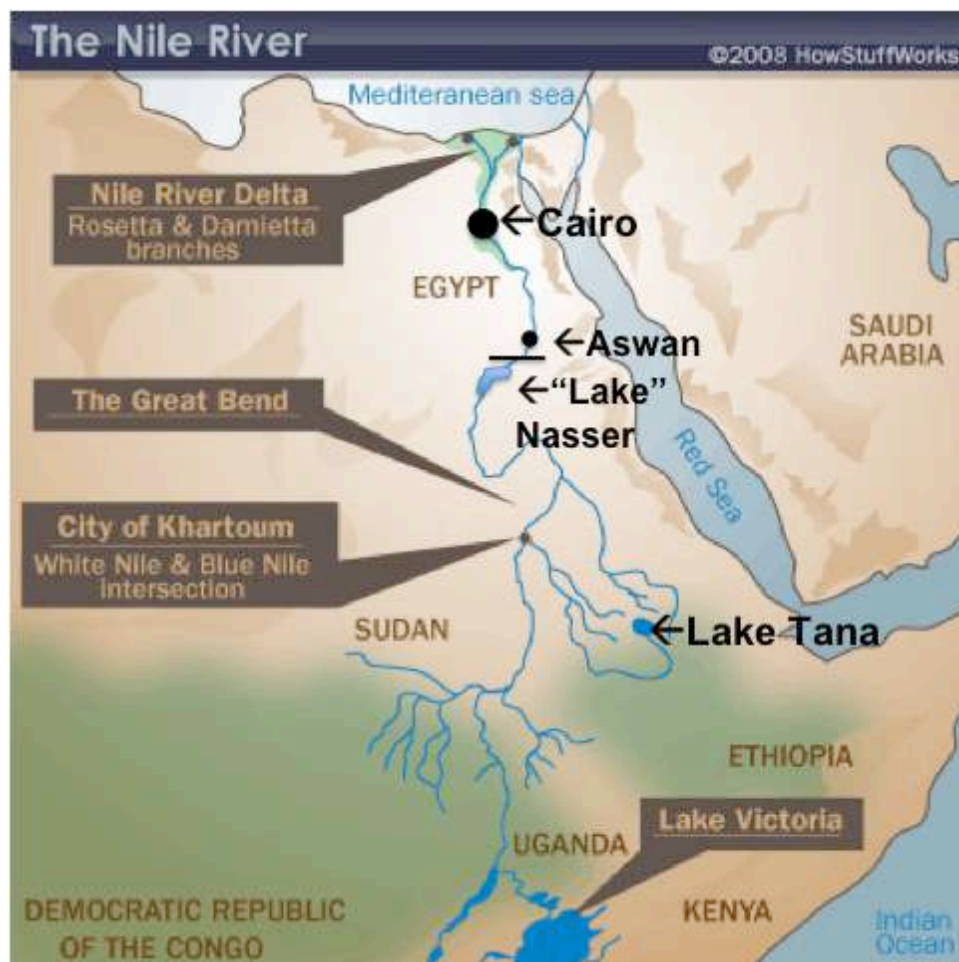 The Nile River
©2008 HowStuffWorks
Mediteranean sea
Nile River Delta
Rosetta & Damietta
branches
←Cairo
EGYPT
SAUDI
ARABIA
←Aswan
The Great Bend
←“Lake”
Nasser
Red Sea
City of Khartoum
White Nile & Blue Nile
intersection
SUDAN
←Lake Tana
ETHIOPIA
Lake Victoria
UGANDA
DEMOCRATIC REPUBLIC
OF THE CONGO
KENYA
Indian
Ocean